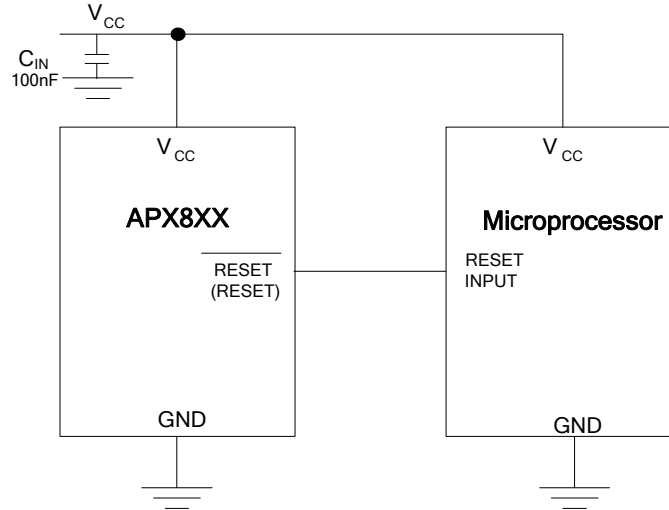 VCC
CIN
100nF
VCC
VCC
APX8XX
Microprocessor
RESET
(RESET)
RESET
INPUT
GND
GND